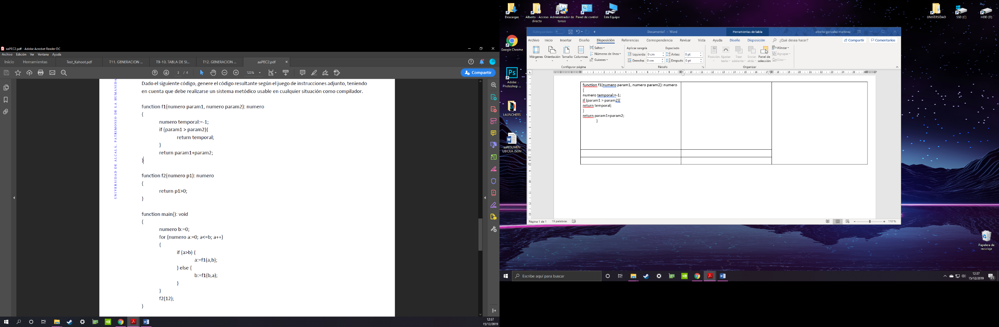 aaPEC2.pdf - Adobe Acrobat Reader DC
Archivo Edición Ver Ventana Ayuda
Inicio Herramientas Test_Kahoot.pdf T11. GENERACION ... T9-10. TABLA DE SI... T12. GENERACION ... aaPEC2.pdf ×
3 / 4 125% Compartir
UNIVERSIDAD DE ALCALÁ, PATRIMONIO DE LA HUMANIDA
Dado el siguiente código, genere el código resultante según el juego de instrucciones adjunto, teniendo
en cuenta que debe realizarse un sistema metódico usable en cualquier situación como compilador.
function f1(numero param1, numero param2): numero
{
numero temporal:=-1;
if (param1 > param2){
return temporal;
}
return param1+param2;
}
function f2(numero p1): numero
{
return p1>0;
}
function main(): void
{
numero b:=0;
for (numero a:=0; a<=b; a++)
{
if (a>b) {
a:=f1(a,b);
} else {
b:=f1(b,a);
}
}
f2(12);
}
12:37
15/12/2019
Descargas
Alberto - Acceso directo
Administrador de tareas
Panel de control
Este Equipo
UNIVERSIDAD
SSD (C)
HDD (D)
Google Chrome
Adobe Photoshop ...
LAUNCHERS
aaRESUMEN UBICUA JSON
Papelera de reciclaje
Autoguardado Documento1 - Word Herramientas de tabla alberto gonzalez martinez
Archivo Inicio Insertar Diseño Disposición Referencias Correspondencia Revisar Vista Ayuda Diseño Disposición ¿Qué desea hacer? Compartir Comentarios
Márgenes Orientación Tamaño Columnas
Saltos
Números de línea
Guiones
Configurar página
Aplicar sangría Espaciado
Izquierda: 0 cm Antes: 0 pt
Derecha: 0 cm Después: 0 pt
Párrafo
Posición Ajustar texto Traer adelante Enviar atrás Panel de selección
Alinear
Agrupar
Girar
Organizar
function f1(numero param1, numero param2): numero
{
numero temporal:=-1;
if (param1 > param2){
return temporal;
}
return param1+param2;
}
Página 1 de 1 19 palabras 110 %
Escribe aquí para buscar
12:37
15/12/2019
25